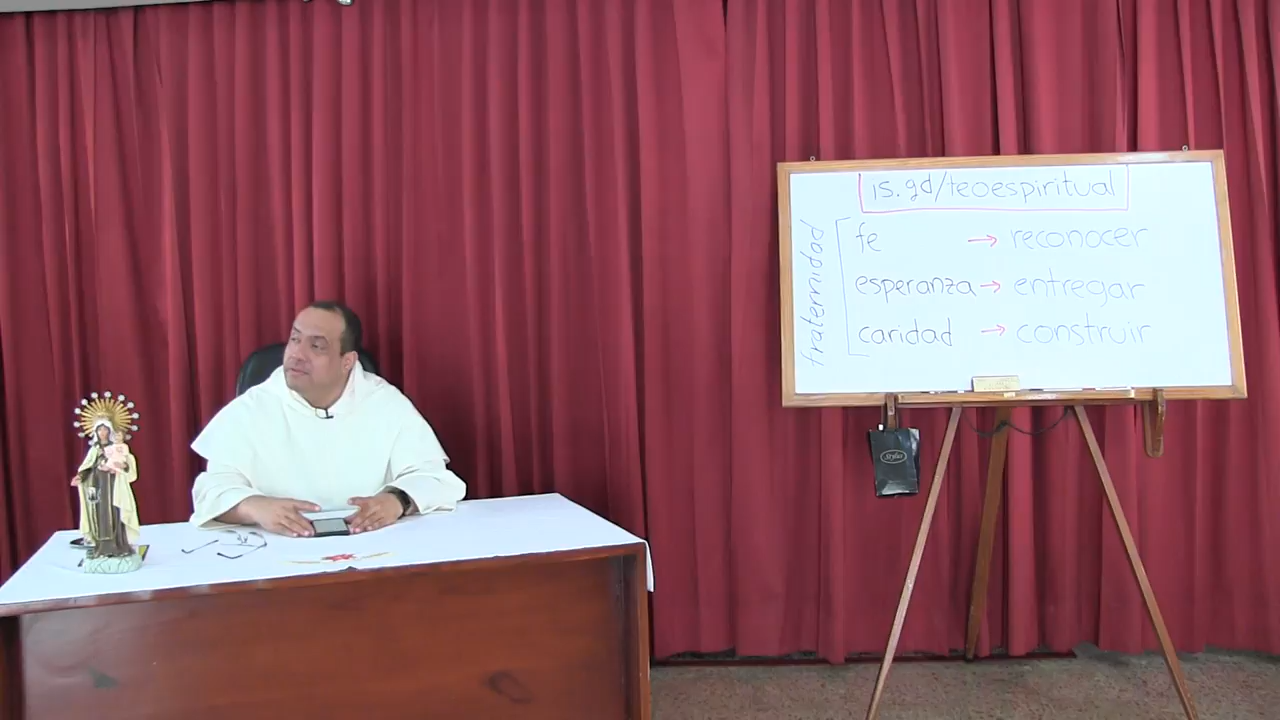 is.gd/teoespiritual
fraternidad
fe → reconocer
esperanza → entregar
caridad → construir
Stylus